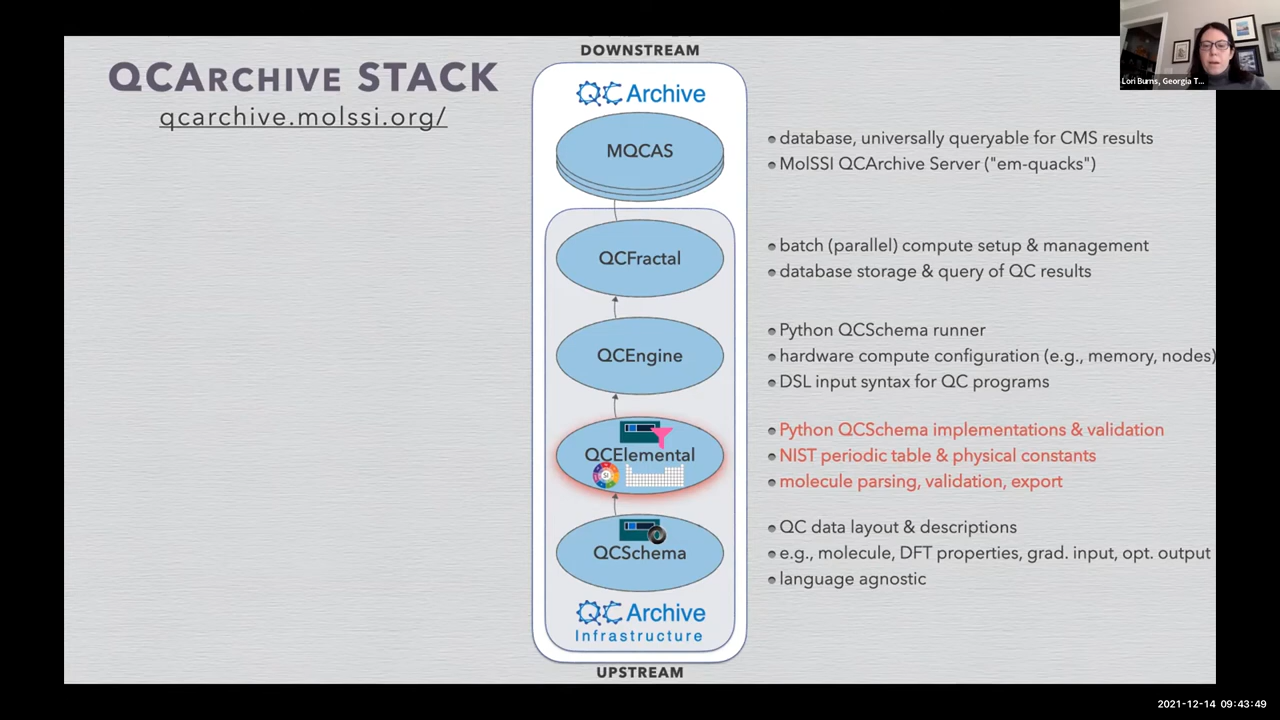 DOWNSTREAM
QCARCHIVE STACK
qcarchive.molssi.org/
QCArchive
MQCAS
• database, universally queryable for CMS results
• MolSSI QCArchive Server ("em-quacks")
QCFractal
• batch (parallel) compute setup & management
• database storage & query of QC results
QCEngine
• Python QCSchema runner
• hardware compute configuration (e.g., memory, nodes)
• DSL input syntax for QC programs
QCElemental
• Python QCSchema implementations & validation
• NIST periodic table & physical constants
• molecule parsing, validation, export
QCSchema
• QC data layout & descriptions
• e.g., molecule, DFT properties, grad. input, opt. output
• language agnostic
QCArchive
Infrastructure
UPSTREAM
Lori Burns, Georgia T...
2021-12-14 09:43:49